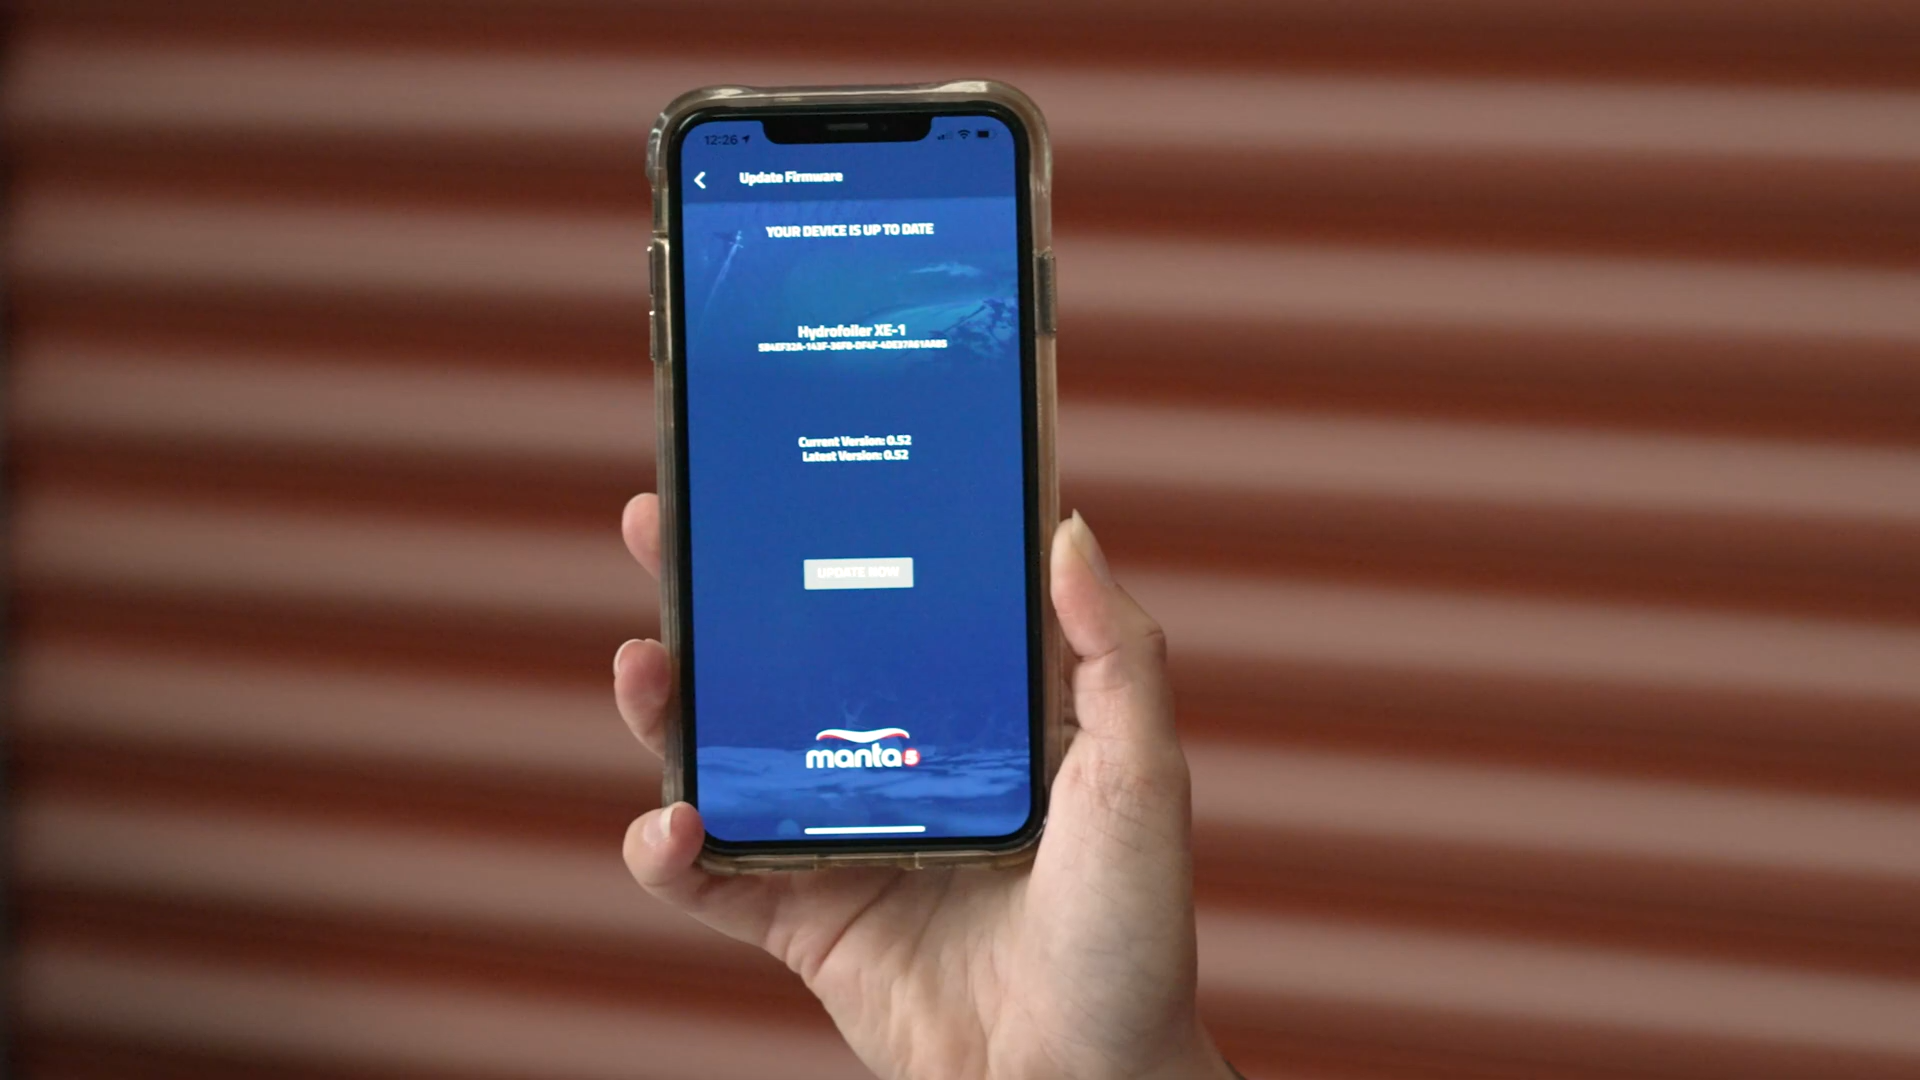 12:26
Update Firmware
YOUR DEVICE IS UP TO DATE
Hydrofoiler XE-1
Current Version: 0.52
Latest Version: 0.52
UPDATE NOW
manta5